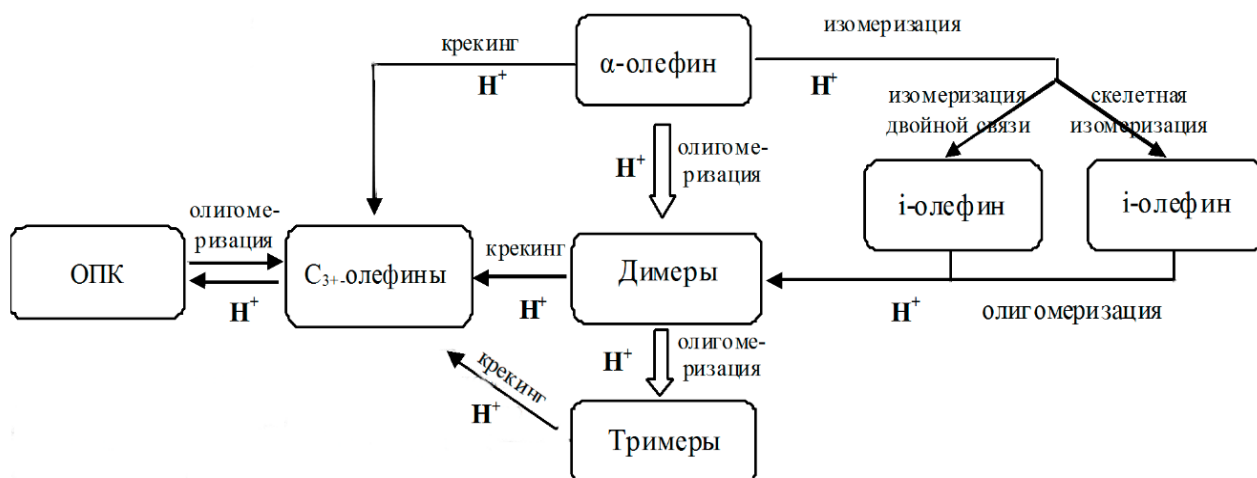 крекинг
H⁺
α-олефин
изомеризация
H⁺
изомеризация
двойной связи
скелетная
изомеризация
H⁺
олигоме-
ризация
i-олефин
i-олефин
олигоме-
ризация
H⁺
ОПК
С₃₊-олефины
крекинг
H⁺
Димеры
H⁺
олигомеризация
H⁺
олигоме-
ризация
крекинг
H⁺
Тримеры